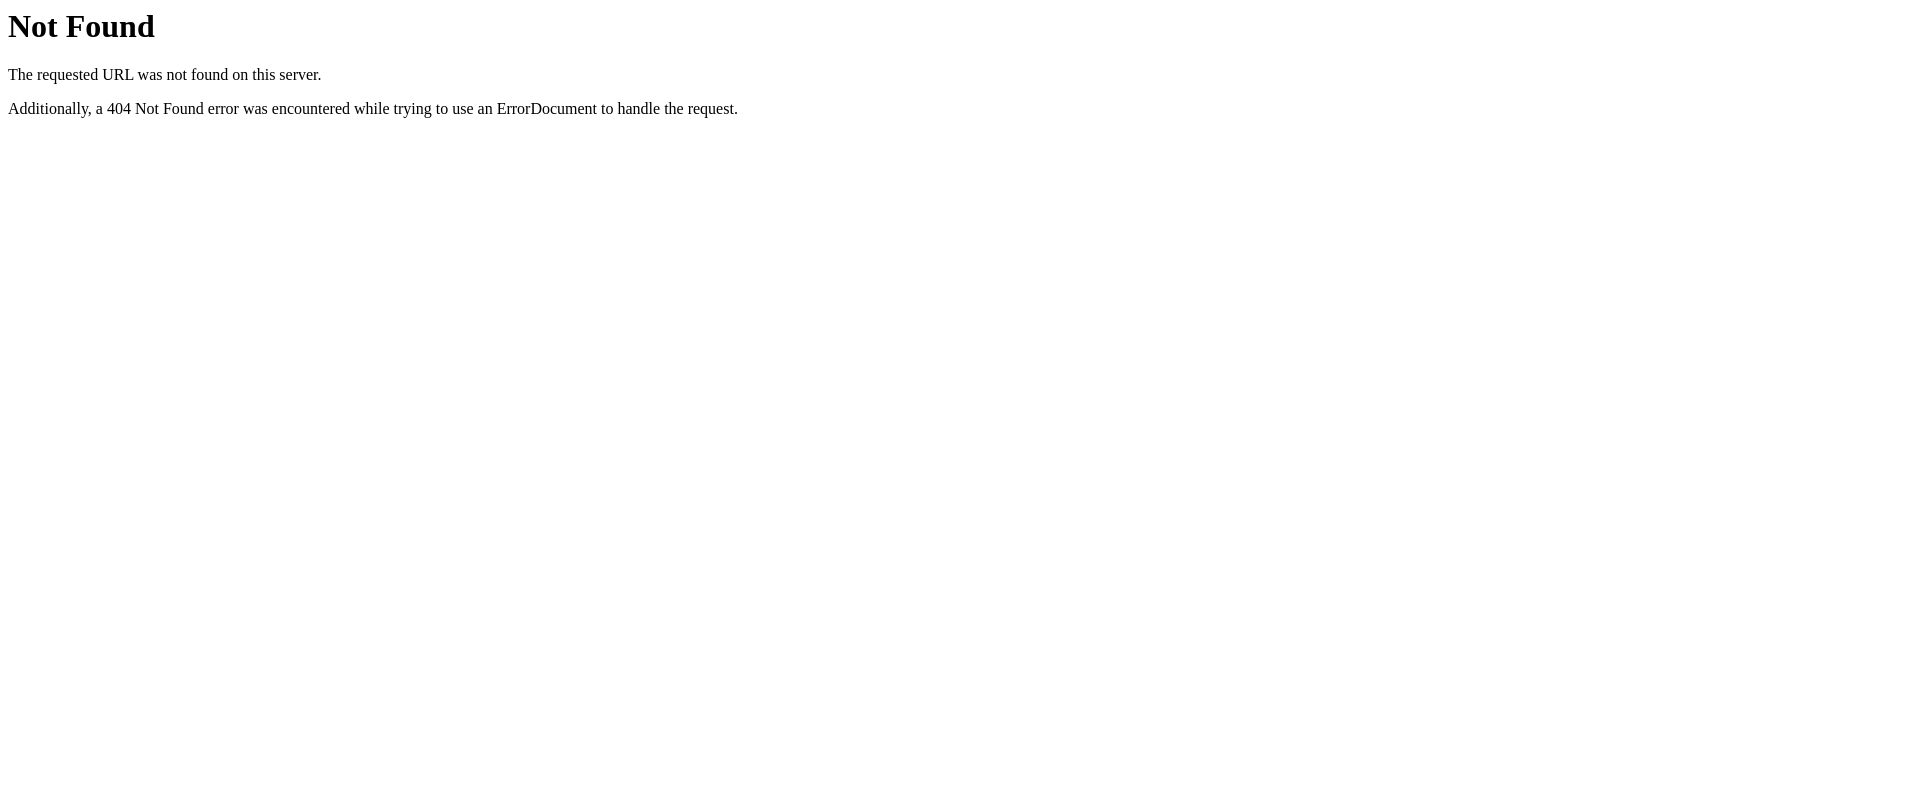 Not Found
The requested URL was not found on this server.
Additionally, a 404 Not Found error was encountered while trying to use an ErrorDocument to handle the request.